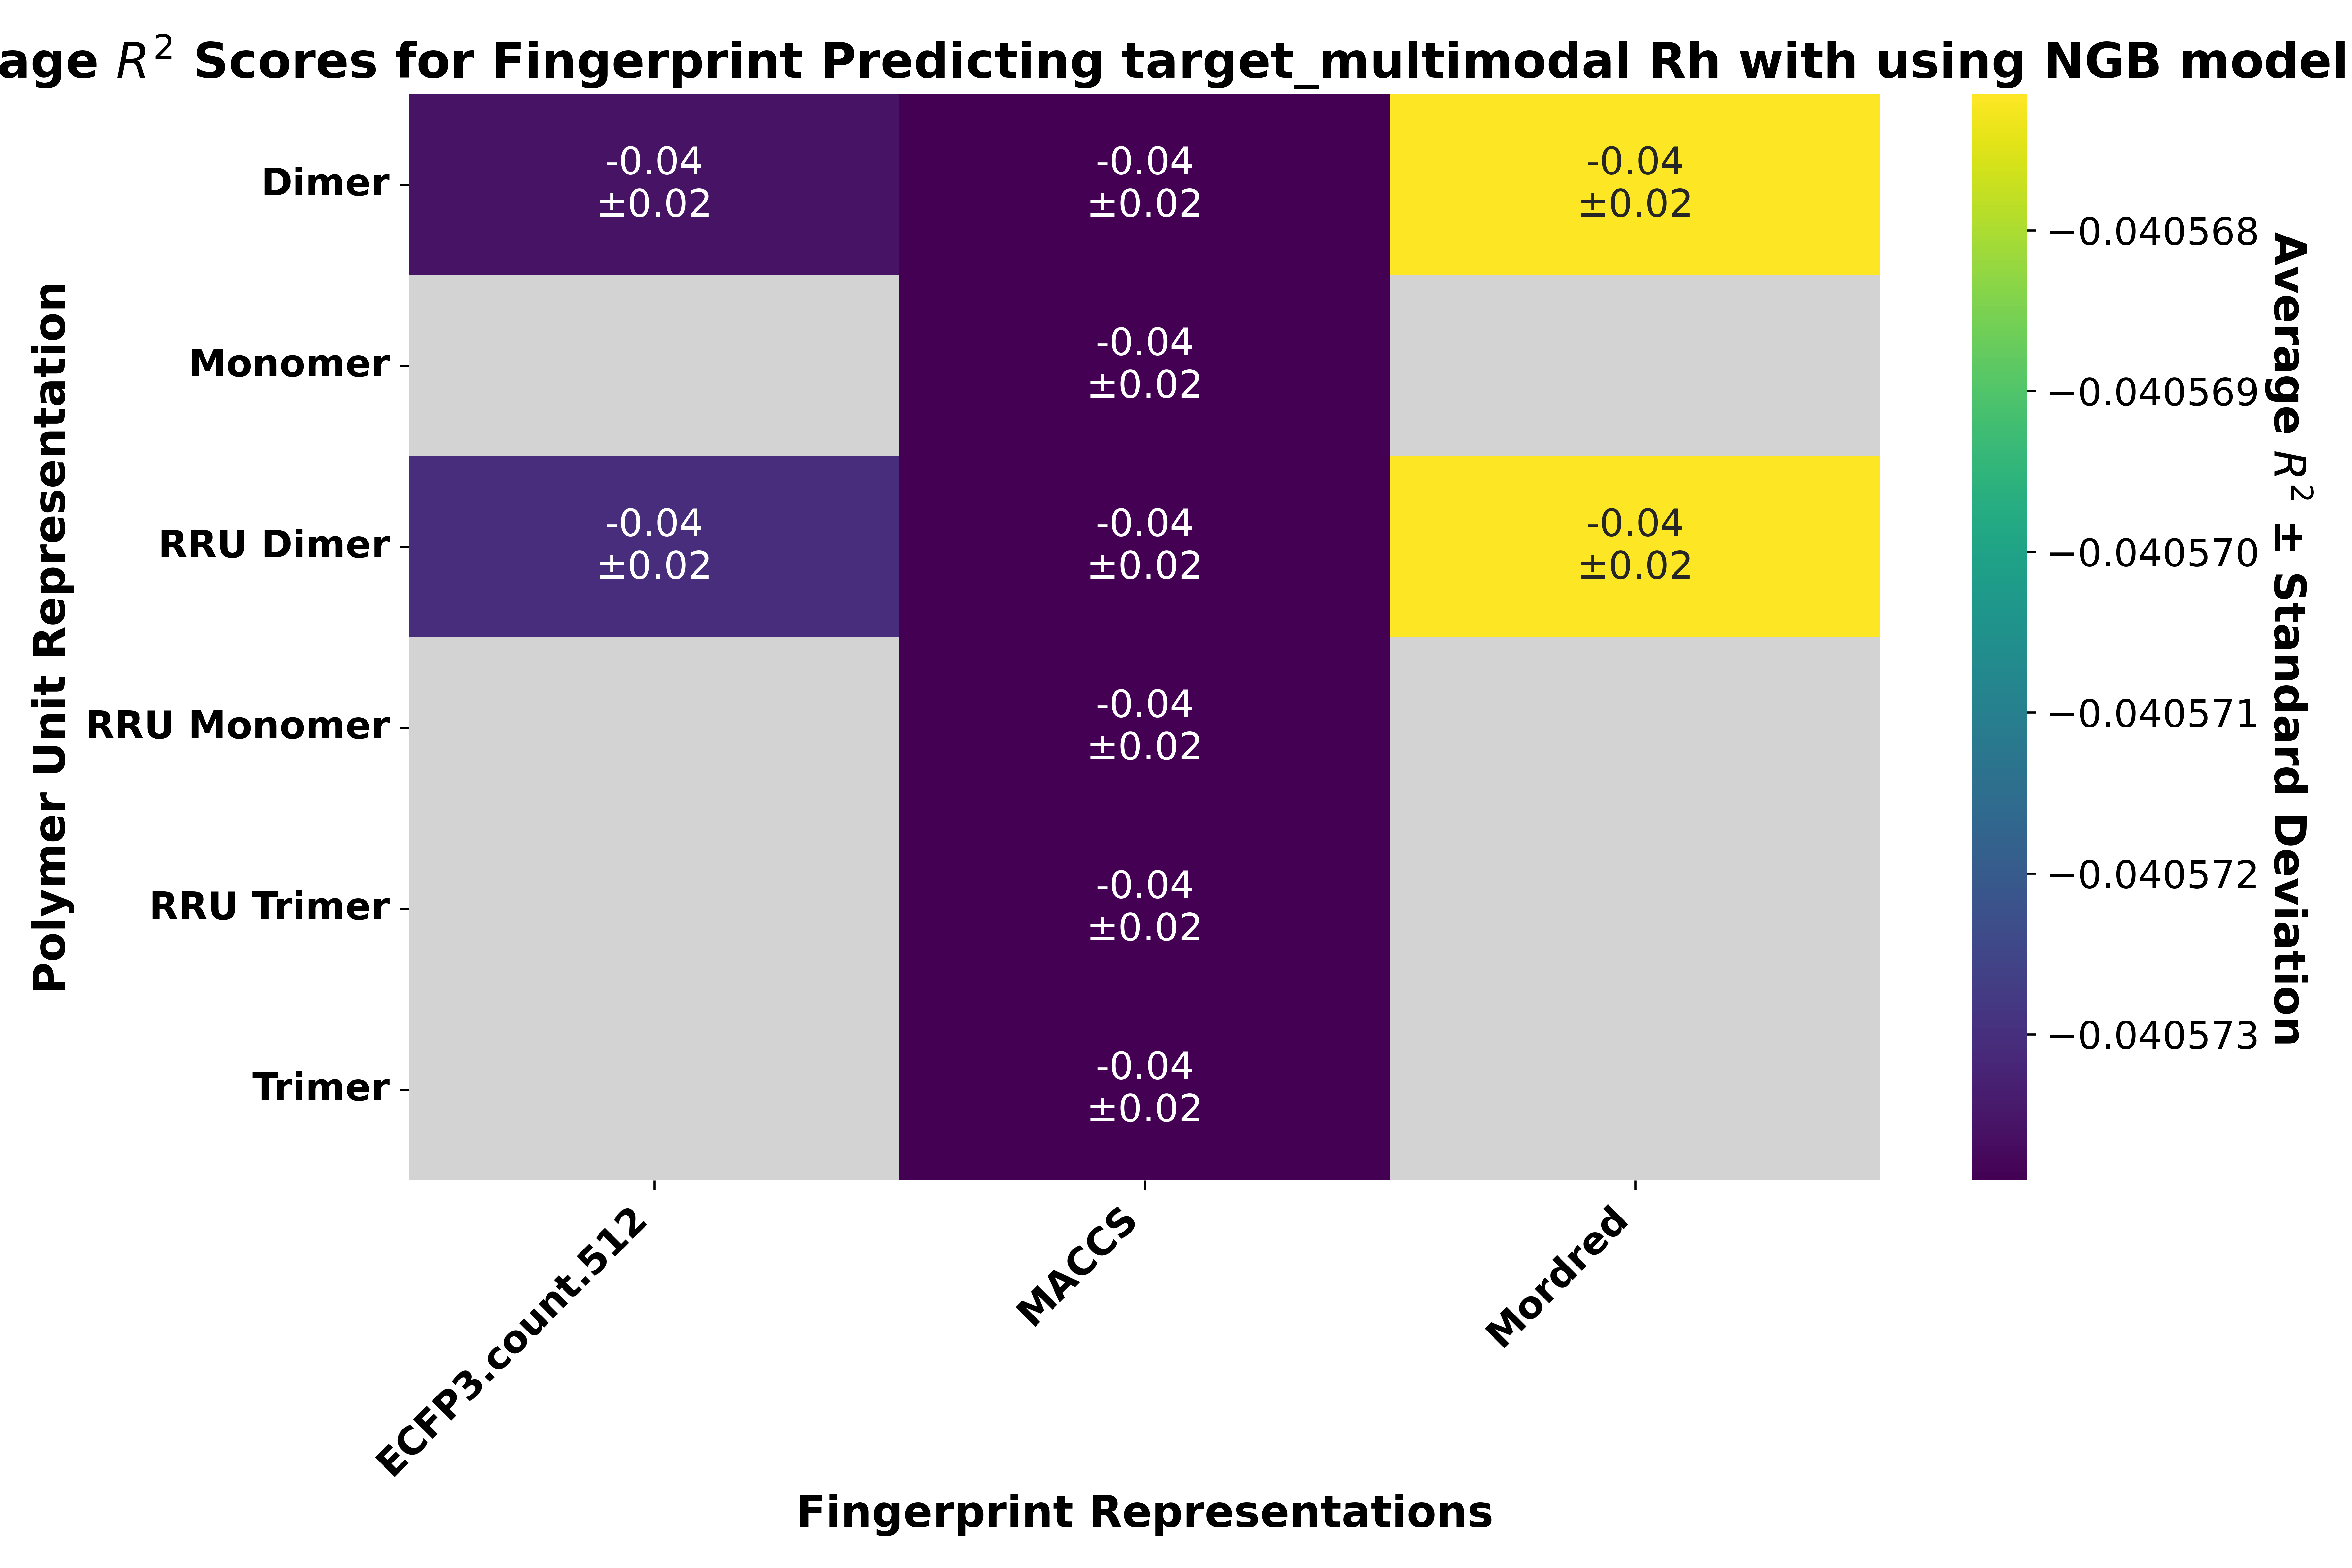 age R² Scores for Fingerprint Predicting target_multimodal Rh with using NGB model
Polymer Unit Representation
Dimer
-0.04
±0.02
-0.04
±0.02
-0.04
±0.02
Monomer
-0.04
±0.02
RRU Dimer
-0.04
±0.02
-0.04
±0.02
-0.04
±0.02
RRU Monomer
-0.04
±0.02
RRU Trimer
-0.04
±0.02
Trimer
-0.04
±0.02
ECFP3.count.512
MACCS
Mordred
Fingerprint Representations
−0.040568
−0.040569
−0.040570
−0.040571
−0.040572
−0.040573
Average R² ± Standard Deviation